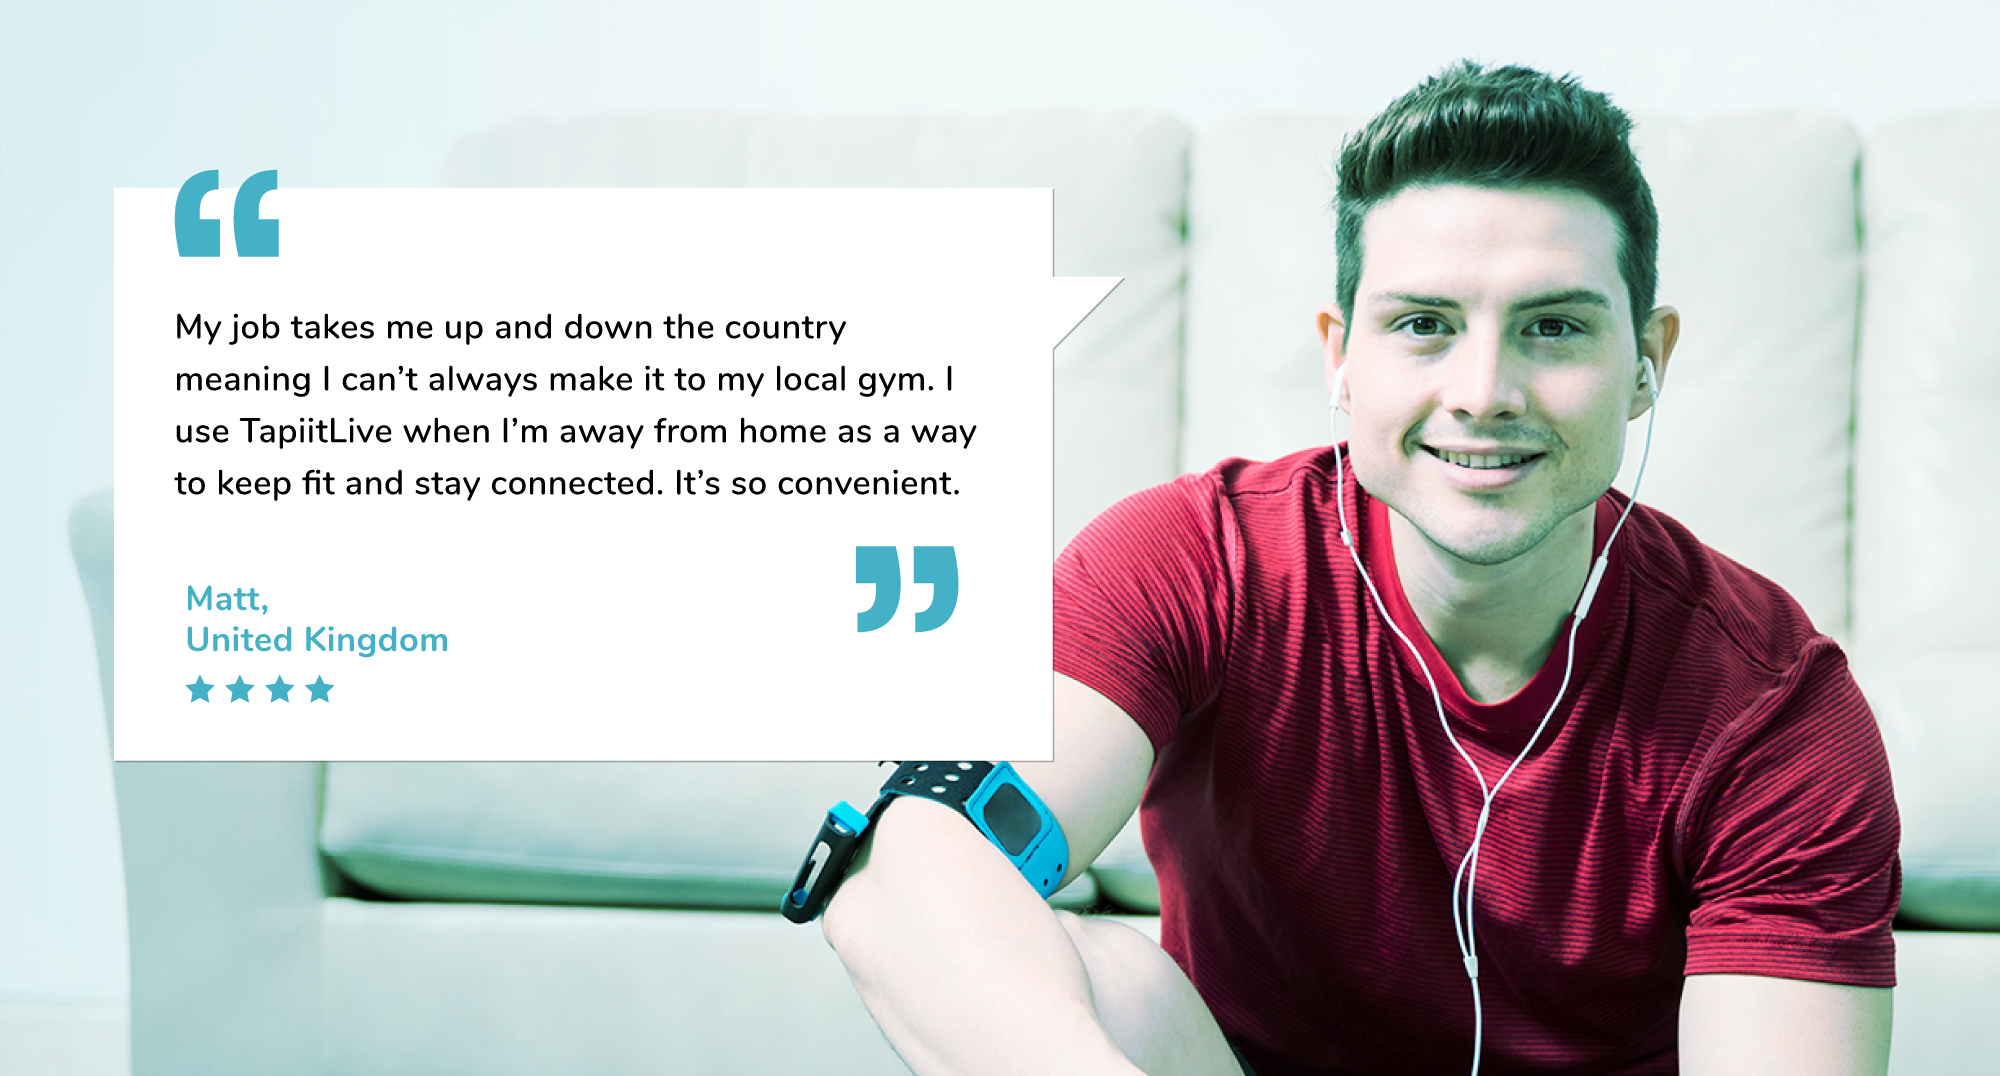 “
My job takes me up and down the country
meaning I can’t always make it to my local gym. I
use TapiitLive when I’m away from home as a way
to keep fit and stay connected. It’s so convenient.
”
Matt,
United Kingdom